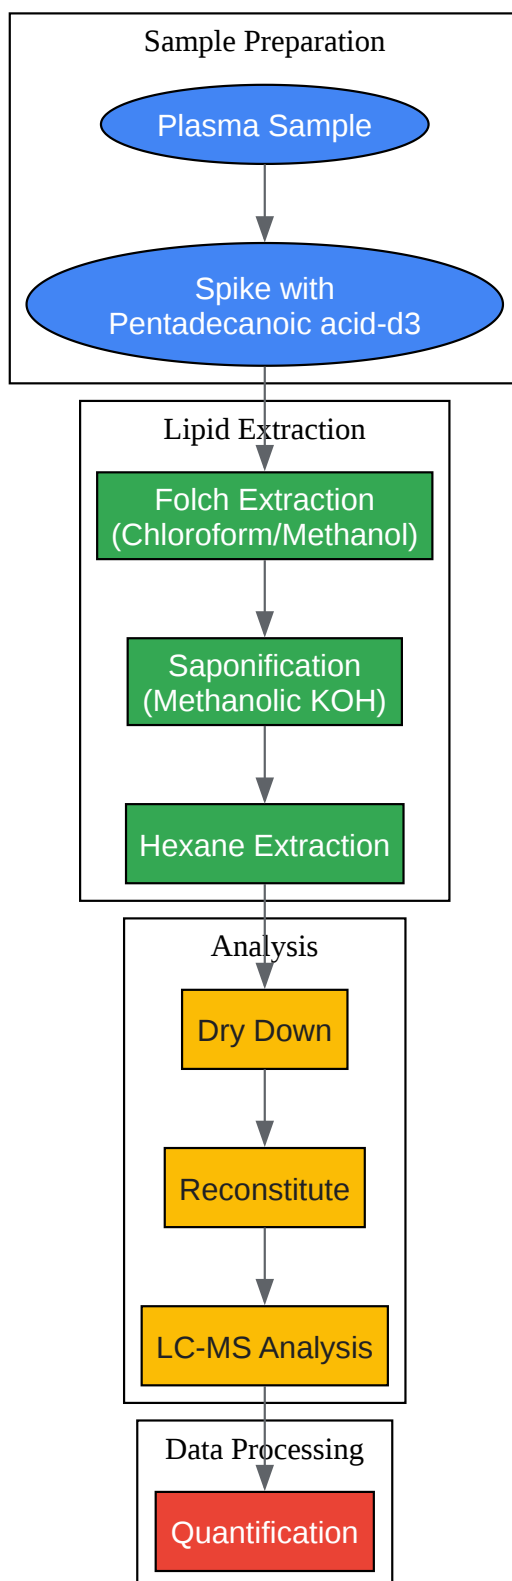 Sample Preparation
Plasma Sample
Spike with
Pentadecanoic acid-d3
Lipid Extraction
Folch Extraction
(Chloroform/Methanol)
Saponification
(Methanolic KOH)
Hexane Extraction
Analysis
Dry Down
Reconstitute
LC-MS Analysis
Data Processing
Quantification